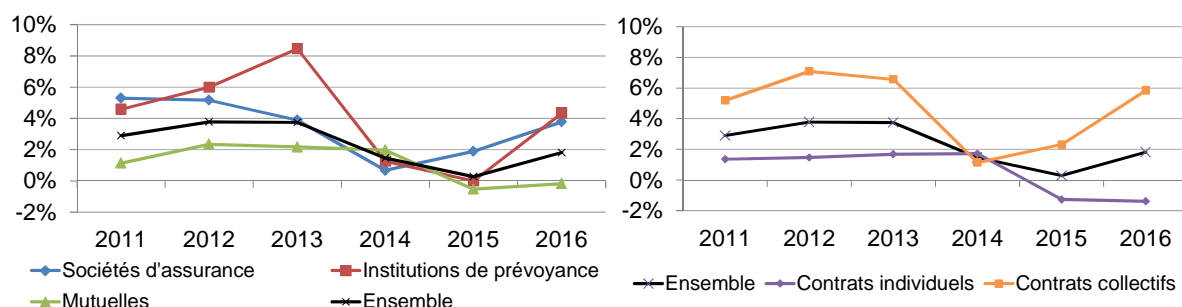 10%
8%
6%
4%
2%
0%
-2%
2011 2012 2013 2014 2015 2016
Sociétés d'assurance Institutions de prévoyance
Mutuelles Ensemble
10%
8%
6%
4%
2%
0%
-2%
2011 2012 2013 2014 2015 2016
Ensemble Contrats individuels Contrats collectifs